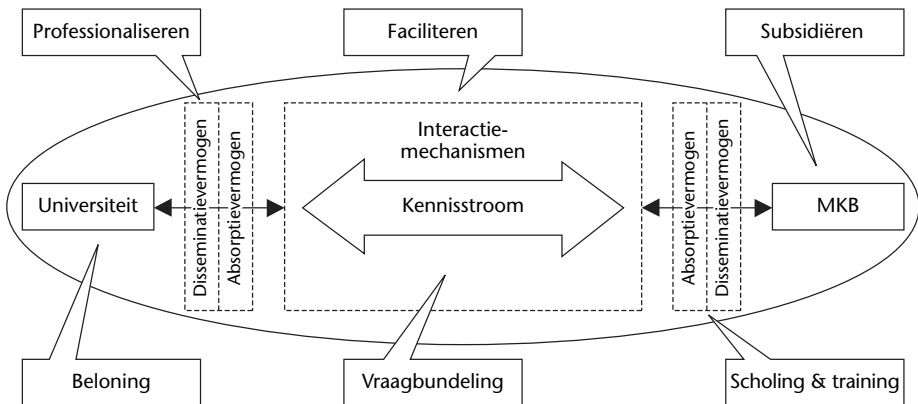 Professionaliseren
Faciliteren
Subsidiëren
Interactie-
mechanismen
Universiteit
Disseminatievermogen
Absorptievermogen
Kennisstroom
Absorptievermogen
Disseminatievermogen
MKB
Beloning
Vraagbundeling
Scholing & training